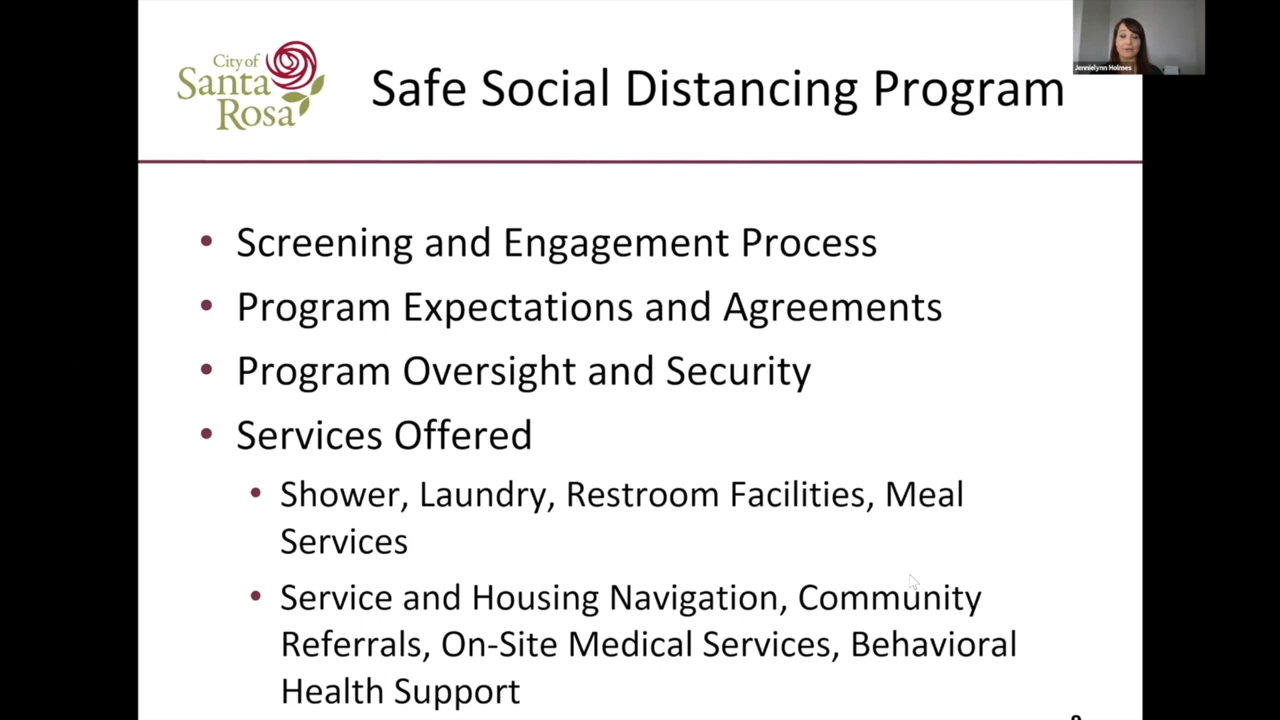 City of
Santa
Rosa
Safe Social Distancing Program
Jennielynn Holmes
• Screening and Engagement Process
• Program Expectations and Agreements
• Program Oversight and Security
• Services Offered
• Shower, Laundry, Restroom Facilities, Meal
Services
• Service and Housing Navigation, Community
Referrals, On-Site Medical Services, Behavioral
Health Support